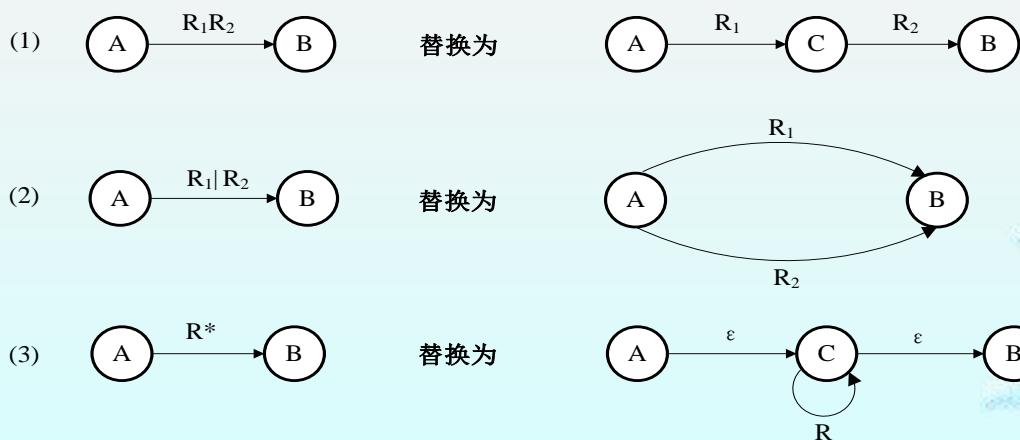 R₁R₂
(1) A B 替换为 A R₁ C R₂ B
R₁
(2) A R₁|R₂ B 替换为 A B
R₂
(3) A R* B 替换为 A ε C ε B
R